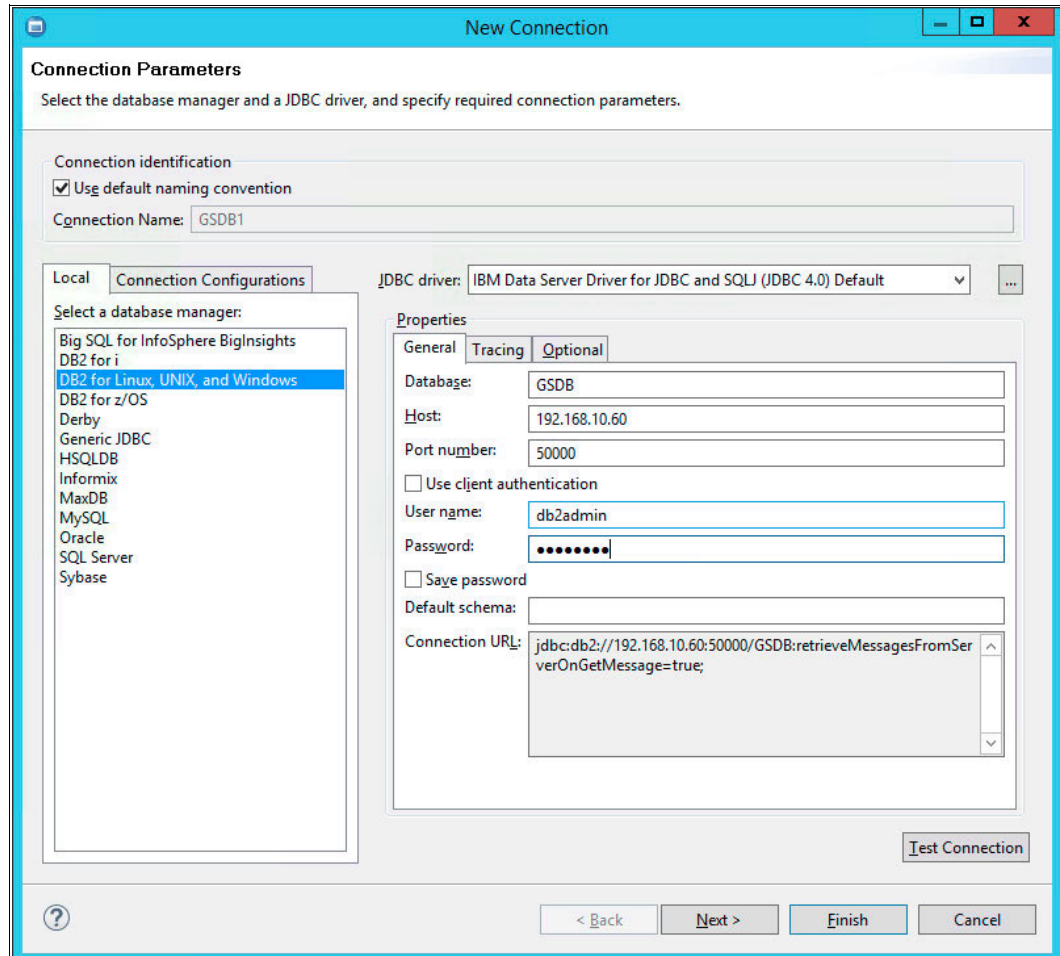 New Connection
X
Connection Parameters
Select the database manager and a JDBC driver, and specify required connection parameters.
Connection identification
Use default naming convention
Connection Name: GSDB1
Local Connection Configurations
Select a database manager:
Big SQL for InfoSphere BigInsights
DB2 for i
DB2 for Linux, UNIX, and Windows
DB2 for z/OS
Derby
Generic JDBC
HSQLDB
Informix
MaxDB
MySQL
Oracle
SQL Server
Sybase
JDBC driver: IBM Data Server Driver for JDBC and SQLJ (JDBC 4.0) Default ...
Properties
General Tracing Optional
Database: GSDB
Host: 192.168.10.60
Port number: 50000
Use client authentication
User name: db2admin
Password: ●●●●●●●●
Save password
Default schema:
Connection URL: jdbc:db2://192.168.10.60:50000/GSDB:retrieveMessagesFromSer
verOnGetMessage=true;
Test Connection
?
< Back Next > Finish Cancel